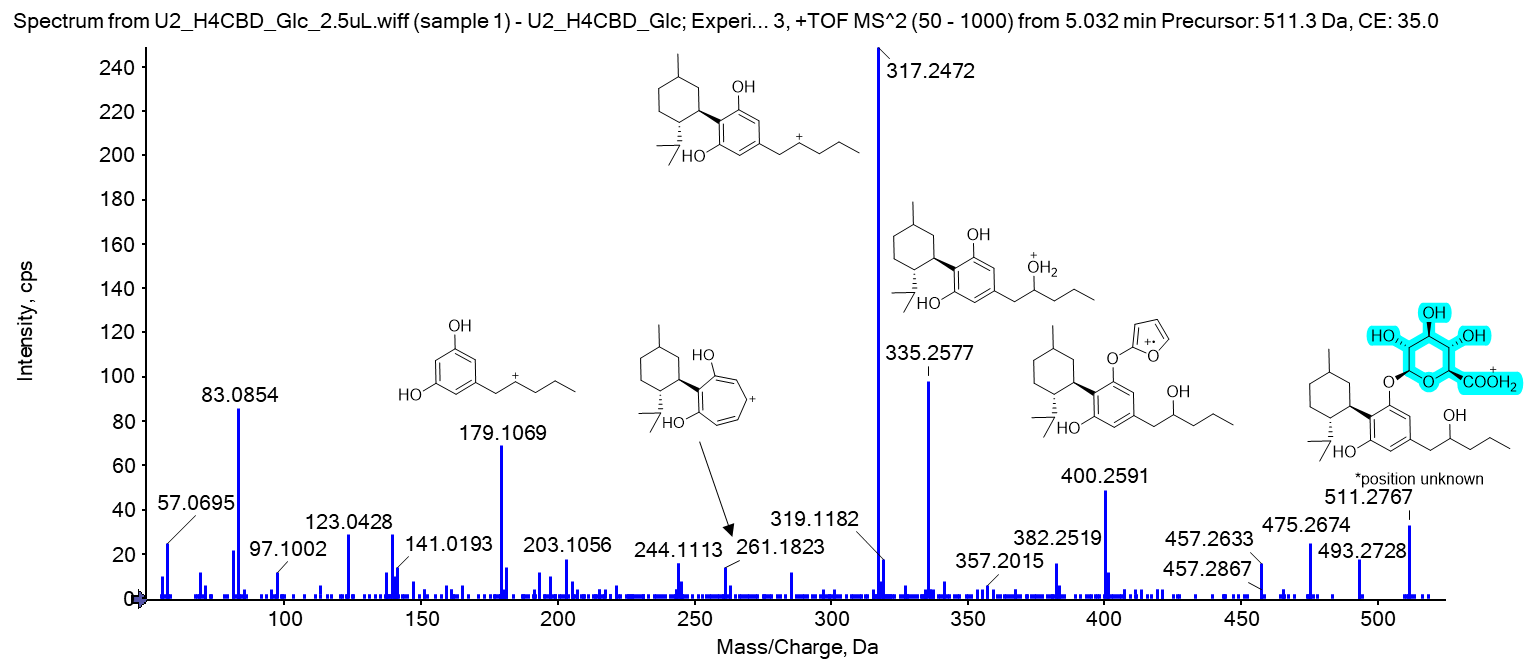 Spectrum from U2_H4CBD_Glc_2.5uL.wiff (sample 1) - U2_H4CBD_Glc; Experi... 3, +TOF MS^2 (50 - 1000) from 5.032 min Precursor: 511.3 Da, CE: 35.0
Intensity, cps
240
220
200
180
160
140
120
100
80
60
40
20
0
317.2472
OH
HO
+
OH
+
OH2
HO
335.2577
OH
HO
+
83.0854
179.1069
57.0695
97.1002
123.0428
141.0193
203.1056
HO
HO
+
244.1113
261.1823
319.1182
357.2015
382.2519
400.2591
O
O
+•
OH
HO
OH
HO
OH
O
O
COOH2
+
OH
HO
*position unknown
511.2767
475.2674
457.2633
493.2728
457.2867
100
150
200
250
300
350
400
450
500
Mass/Charge, Da